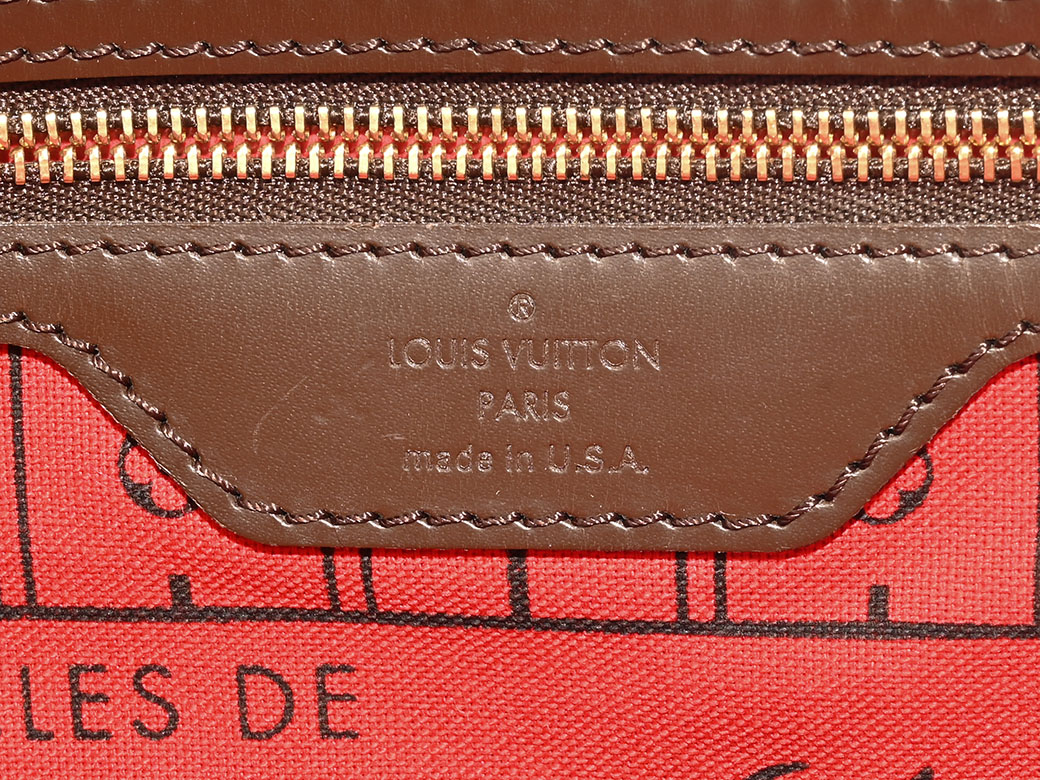 ®
LOUIS VUITTON
PARIS
made in U.S.A.
LES DE